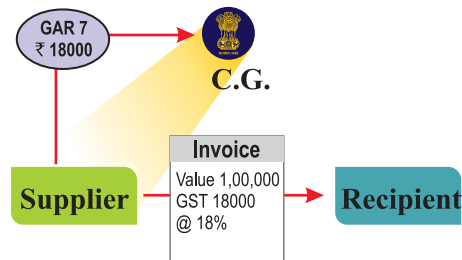 GAR 7
₹ 18000
C.G.
Invoice
Value 1,00,000
GST 18000
@ 18%
Supplier
Recipient